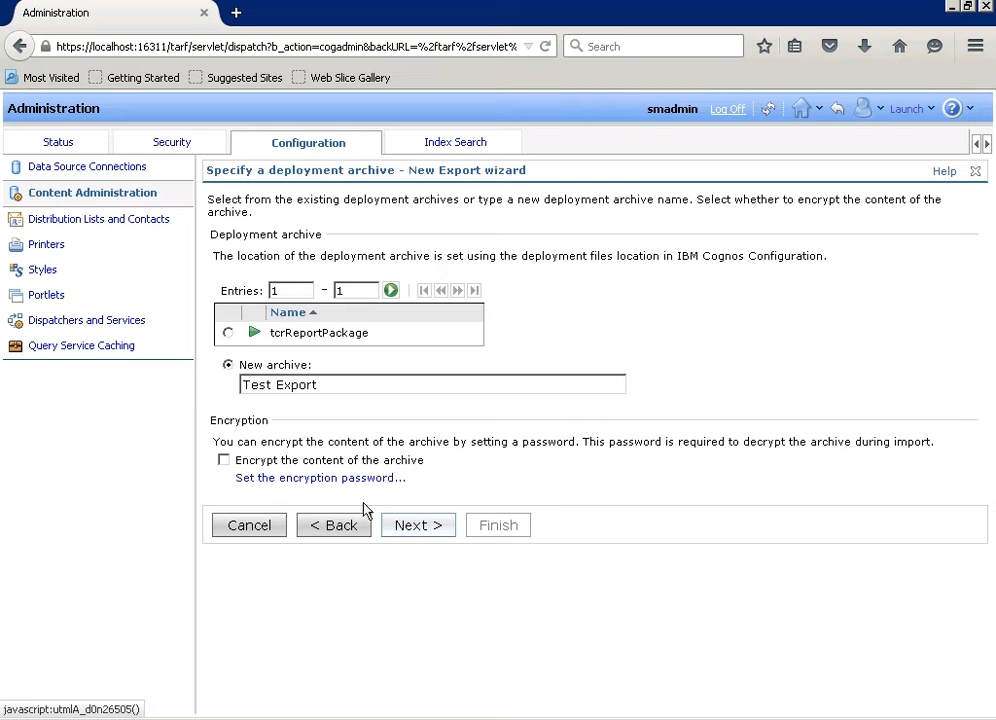 Administration
https://localhost:16311/tarf/servlet/dispatch?b_action=cogadmin&backURL=%2ftarf%2fservlet%
Search
Most Visited
Getting Started
Suggested Sites
Web Slice Gallery
Administration
smadmin
Log Off
Launch
?
Status
Security
Configuration
Index Search
Data Source Connections
Content Administration
Distribution Lists and Contacts
Printers
Styles
Portlets
Dispatchers and Services
Query Service Caching
Specify a deployment archive - New Export wizard
Help
Select from the existing deployment archives or type a new deployment archive name. Select whether to encrypt the content of the
archive.
Deployment archive
The location of the deployment archive is set using the deployment files location in IBM Cognos Configuration.
Entries: 1 - 1
Name
tcrReportPackage
New archive:
Test Export
Encryption
You can encrypt the content of the archive by setting a password. This password is required to decrypt the archive during import.
Encrypt the content of the archive
Set the encryption password...
Cancel
< Back
Next >
Finish
javascript:utmlA_d0n26505()